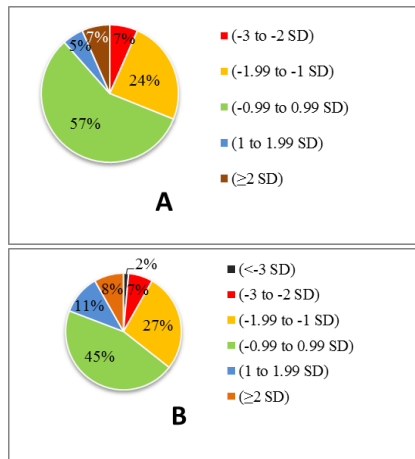 7%
7%
5%
24%
57%
(-3 to -2 SD)
(-1.99 to -1 SD)
(-0.99 to 0.99 SD)
(1 to 1.99 SD)
(≥2 SD)
A
2%
8%
7%
11%
27%
45%
(<-3 SD)
(-3 to -2 SD)
(-1.99 to -1 SD)
(-0.99 to 0.99 SD)
(1 to 1.99 SD)
(≥2 SD)
B